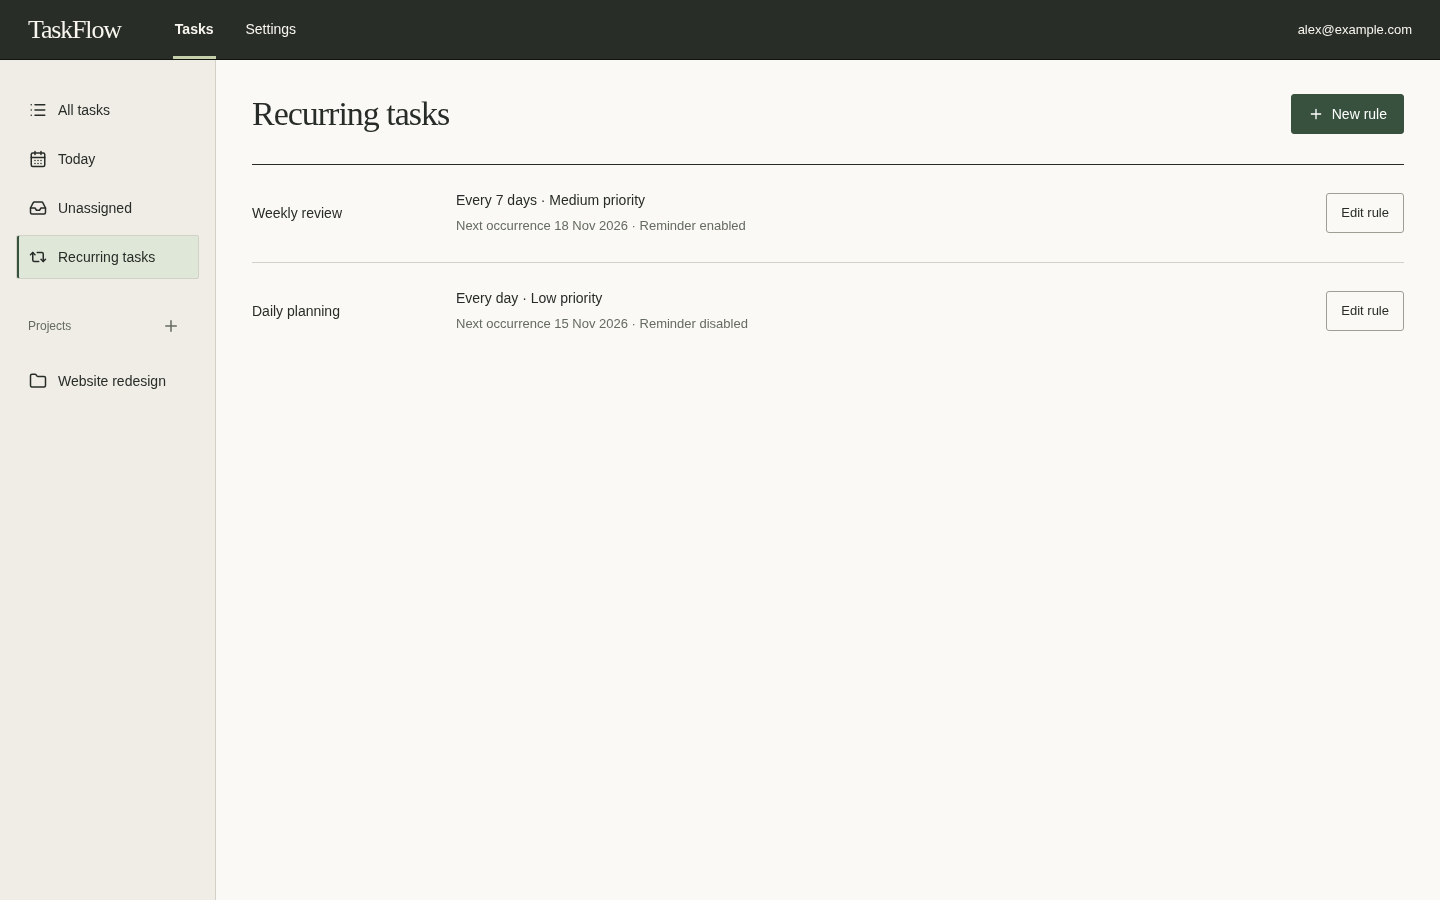 TaskFlow
Tasks
Settings
alex@example.com
All tasks
Today
Unassigned
Recurring tasks
Projects
Website redesign
Recurring tasks
New rule
Weekly review
Every 7 days · Medium priority
Next occurrence 18 Nov 2026 · Reminder enabled
Edit rule
Daily planning
Every day · Low priority
Next occurrence 15 Nov 2026 · Reminder disabled
Edit rule